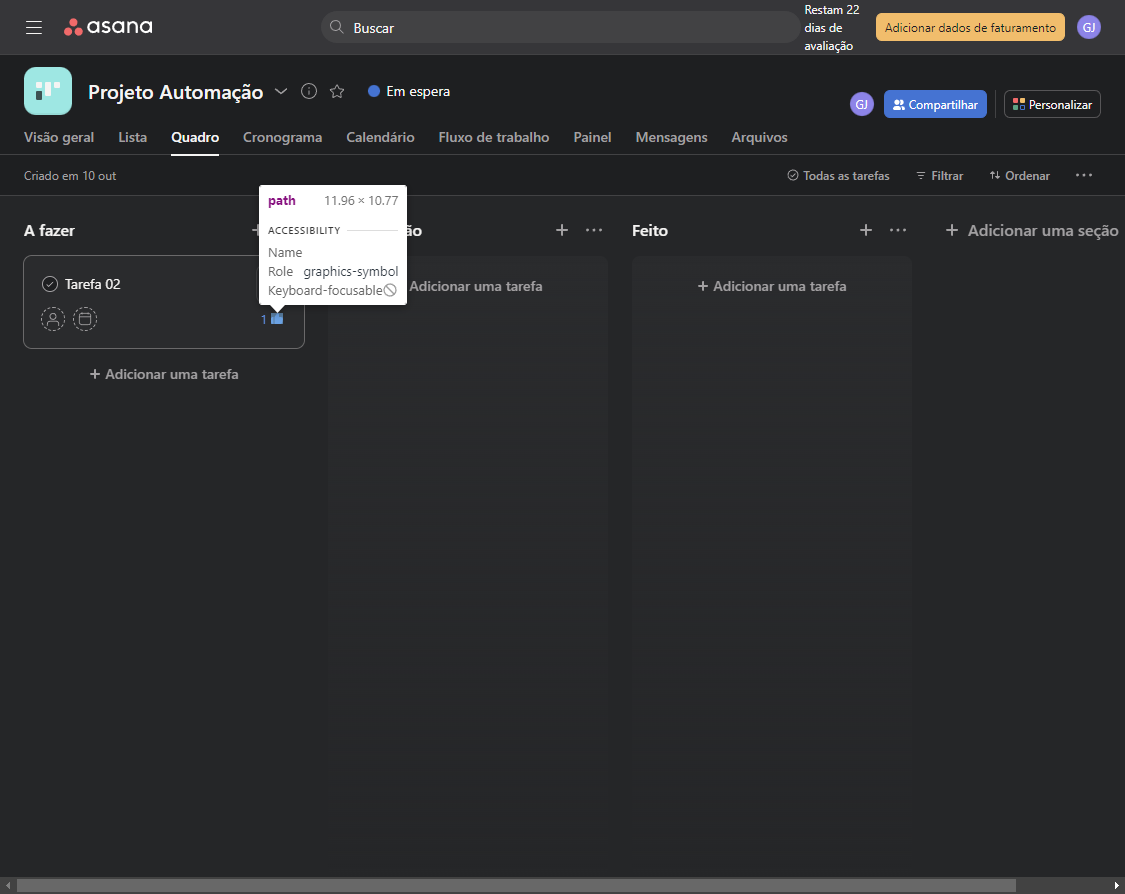 asana
Buscar
Restam 22
dias de
avaliação
Adicionar dados de faturamento
GJ
Projeto Automação
Em espera
GJ
Compartilhar
Personalizar
Visão geral
Lista
Quadro
Cronograma
Calendário
Fluxo de trabalho
Painel
Mensagens
Arquivos
Criado em 10 out
Todas as tarefas
Filtrar
Ordenar
path 11.96 × 10.77
ACCESSIBILITY
Name
Role graphics-symbol
Keyboard-focusable
A fazer
ão
Feito
+ Adicionar uma seção
Tarefa 02
1
+ Adicionar uma tarefa
Adicionar uma tarefa
+ Adicionar uma tarefa